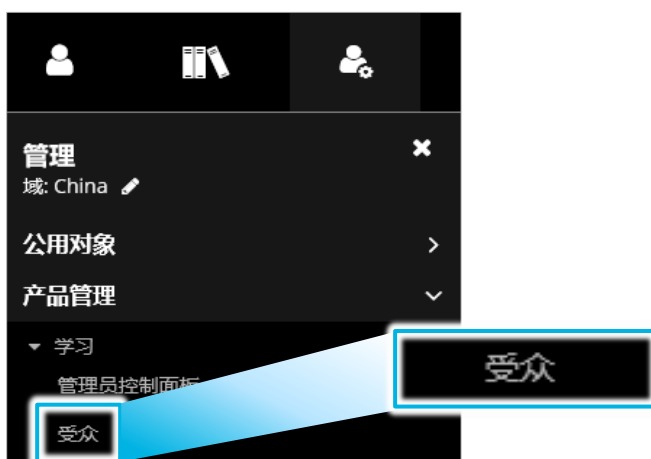 管理
域: China
公用对象
产品管理
学习
管理员控制面板
受众
受众